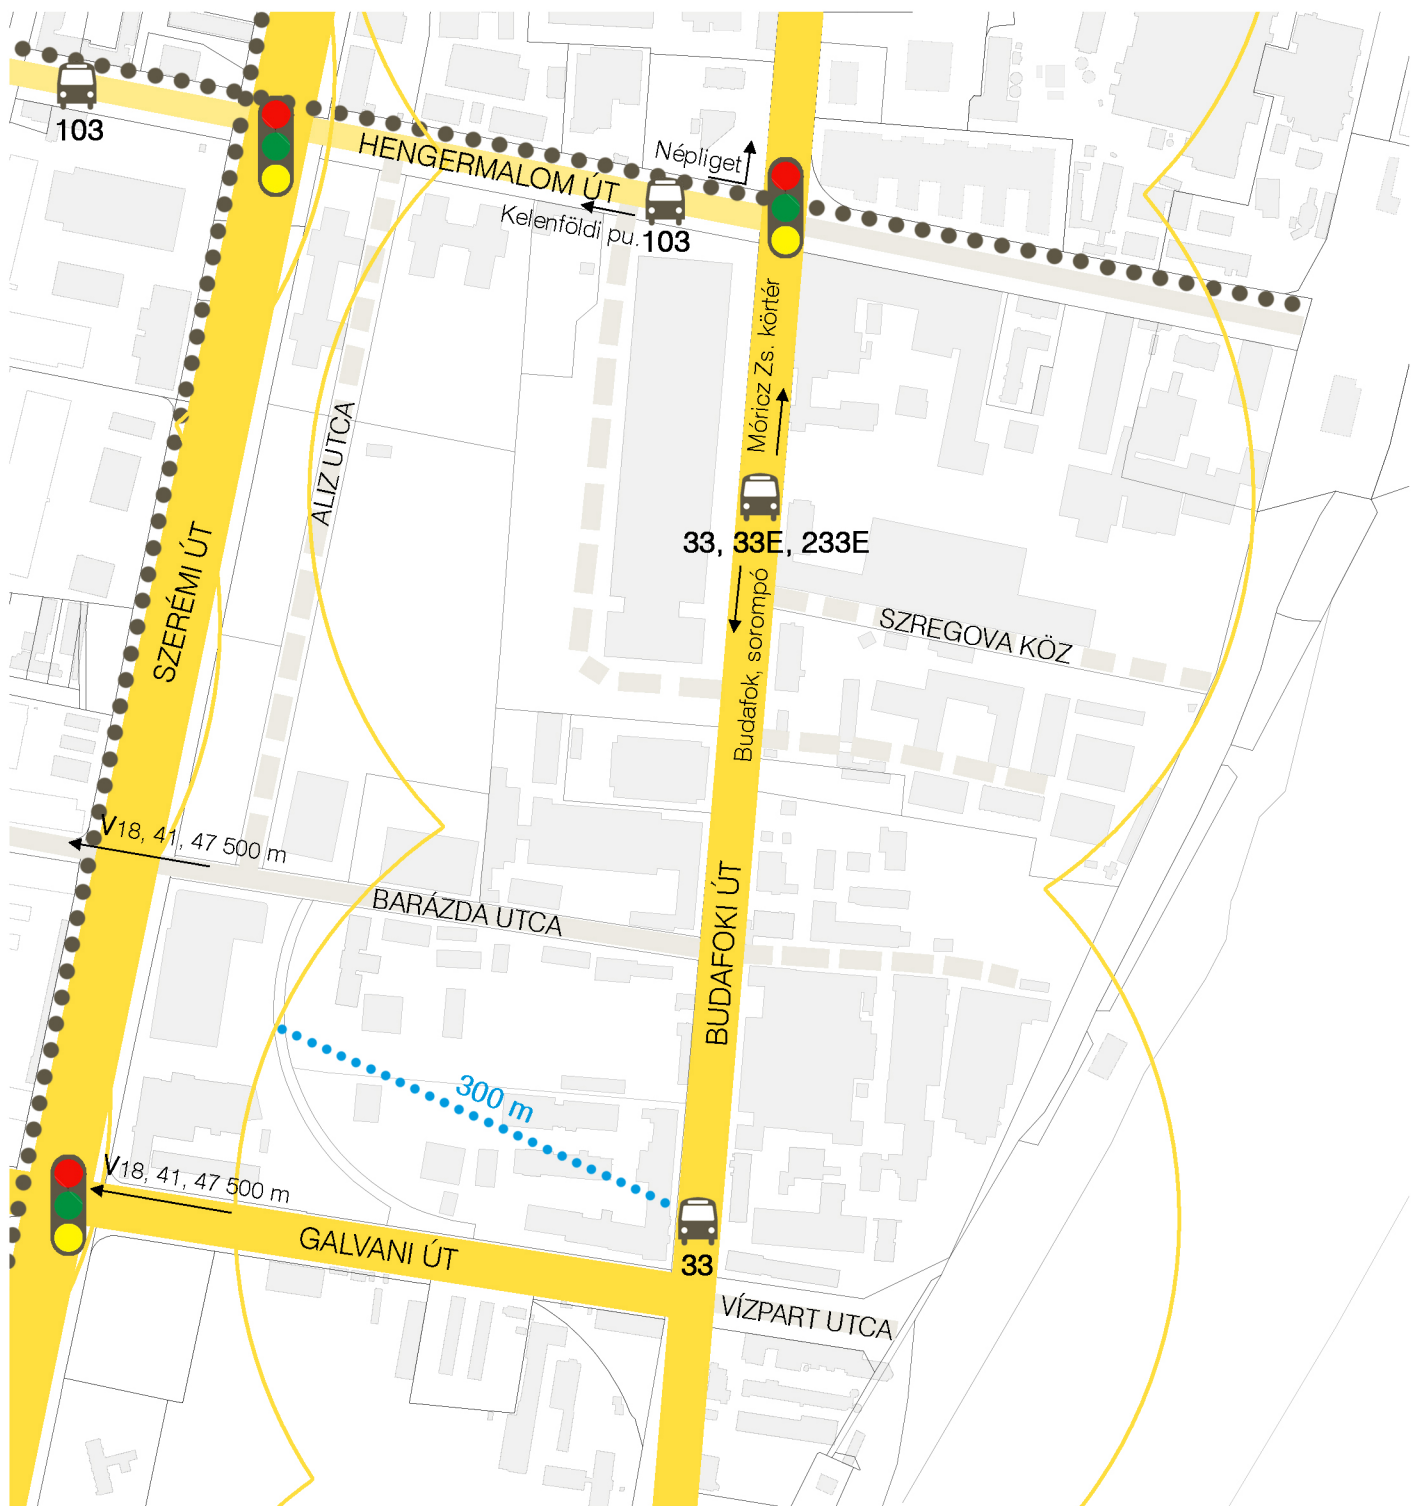 103
HENGERMALOM ÚT
Népliget
Kelenföldi pu.
103
Móricz Zs. körtér
ALIZ UTCA
SZERÉMI ÚT
33, 33E, 233E
Budafok, sorompó
SZREGOVA KÖZ
V18, 41, 47 500 m
BARÁZDA UTCA
BUDAFOKI ÚT
300 m
V18, 41, 47 500 m
GALVANI ÚT
33
VÍZPART UTCA